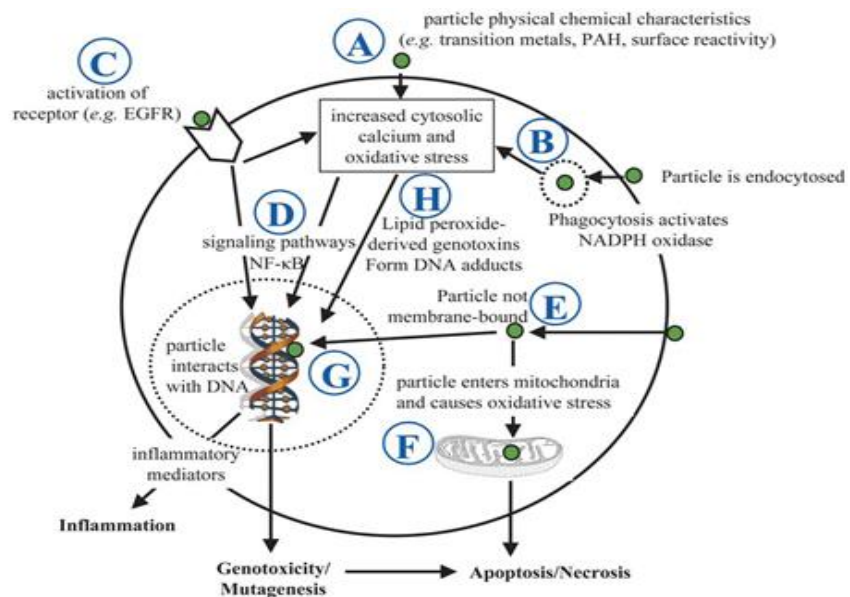 A
particle physical chemical characteristics
(e.g. transition metals, PAH, surface reactivity)
C
activation of
receptor (e.g. EGFR)
increased cytosolic
calcium and
oxidative stress
B
Particle is endocytosed
Phagocytosis activates
NADPH oxidase
D
signaling pathways
NF-κB
H
Lipid peroxide-
derived genotoxins
Form DNA adducts
Particle not
membrane-bound
E
particle
interacts
with DNA
G
particle enters mitochondria
and causes oxidative stress
F
inflammatory
mediators
Inflammation
Genotoxicity/
Mutagenesis
Apoptosis/Necrosis